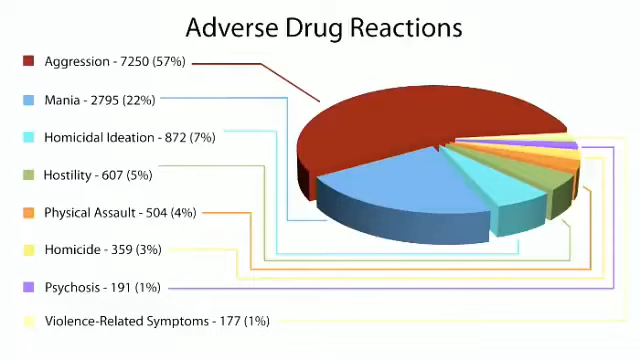 Adverse Drug Reactions
Aggression - 7250 (57%)
Mania - 2795 (22%)
Homicidal Ideation - 872 (7%)
Hostility - 607 (5%)
Physical Assault - 504 (4%)
Homicide - 359 (3%)
Psychosis - 191 (1%)
Violence-Related Symptoms - 177 (1%)